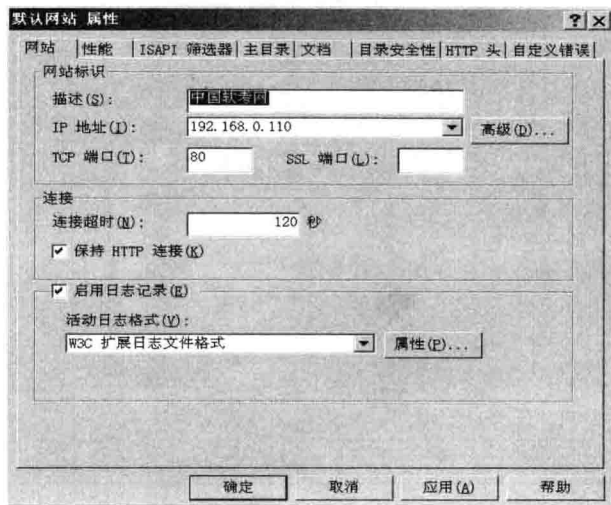 默认网站 属性
网站 性能 ISAPI 筛选器 主目录 文档 目录安全性 HTTP 头 自定义错误
网站标识
描述(S): 中国软考网
IP 地址(I): 192.168.0.110 高级(D)...
TCP 端口(T): 80 SSL 端口(L):
连接
连接超时(N): 120 秒
保持 HTTP 连接(K)
启用日志记录(E)
活动日志格式(V):
W3C 扩展日志文件格式 属性(P)...
确定 取消 应用(A) 帮助